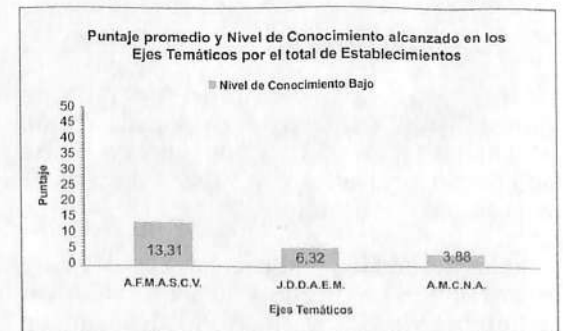 Puntaje promedio y Nivel de Conocimiento alcanzado en los
Ejes Temáticos por el total de Establecimientos
Nivel de Conocimiento Bajo
Puntaje
50
45
40
35
30
25
20
15
10
5
0
13,31
6,32
3,88
A.F.M.A.S.C.V.
J.D.D.A.E.M.
A.M.C.N.A.
Ejes Temáticos